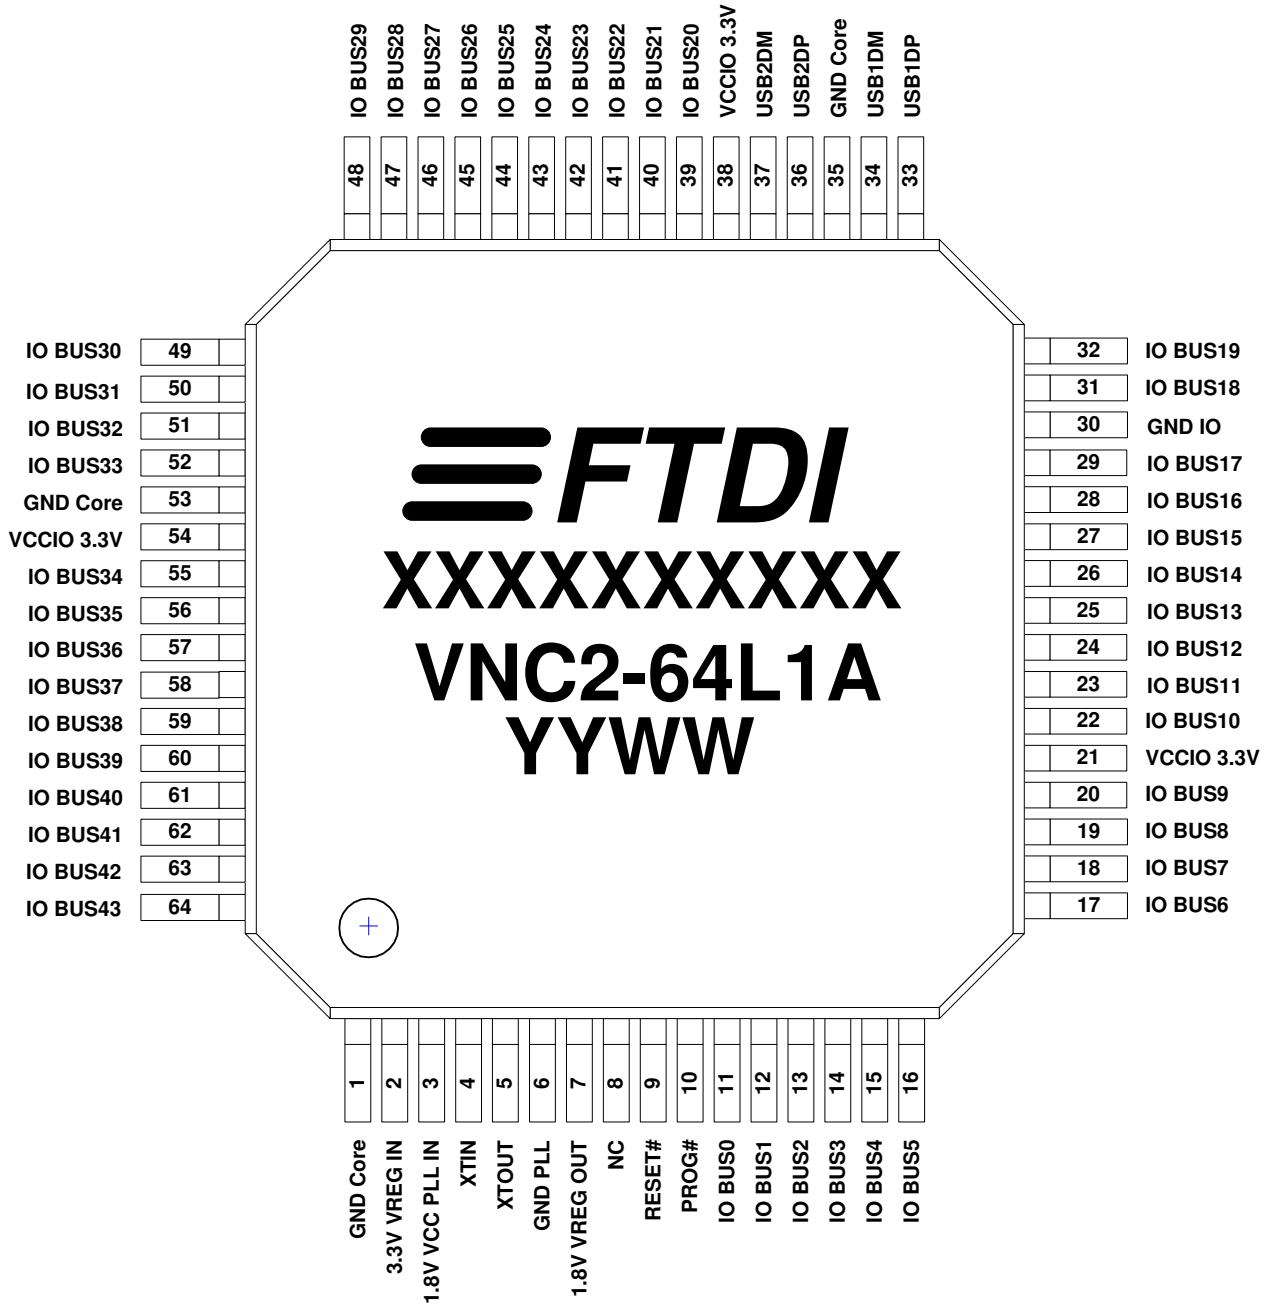 IO BUS29
IO BUS28
IO BUS27
IO BUS26
IO BUS25
IO BUS24
IO BUS23
IO BUS22
IO BUS21
IO BUS20
VCCIO 3.3V
USB2DM
USB2DP
GND Core
USB1DM
USB1DP
48
47
46
45
44
43
42
41
40
39
38
37
36
35
34
33
IO BUS30 49
IO BUS31 50
IO BUS32 51
IO BUS33 52
GND Core 53
VCCIO 3.3V 54
IO BUS34 55
IO BUS35 56
IO BUS36 57
IO BUS37 58
IO BUS38 59
IO BUS39 60
IO BUS40 61
IO BUS41 62
IO BUS42 63
IO BUS43 64
FTDI
XXXXXXXXXX
VNC2-64L1A
YYWW
32 IO BUS19
31 IO BUS18
30 GND IO
29 IO BUS17
28 IO BUS16
27 IO BUS15
26 IO BUS14
25 IO BUS13
24 IO BUS12
23 IO BUS11
22 IO BUS10
21 VCCIO 3.3V
20 IO BUS9
19 IO BUS8
18 IO BUS7
17 IO BUS6
1
2
3
4
5
6
7
8
9
10
11
12
13
14
15
16
GND Core
3.3V VREG IN
1.8V VCC PLL IN
XTIN
XTOUT
GND PLL
1.8V VREG OUT
NC
RESET#
PROG#
IO BUS0
IO BUS1
IO BUS2
IO BUS3
IO BUS4
IO BUS5